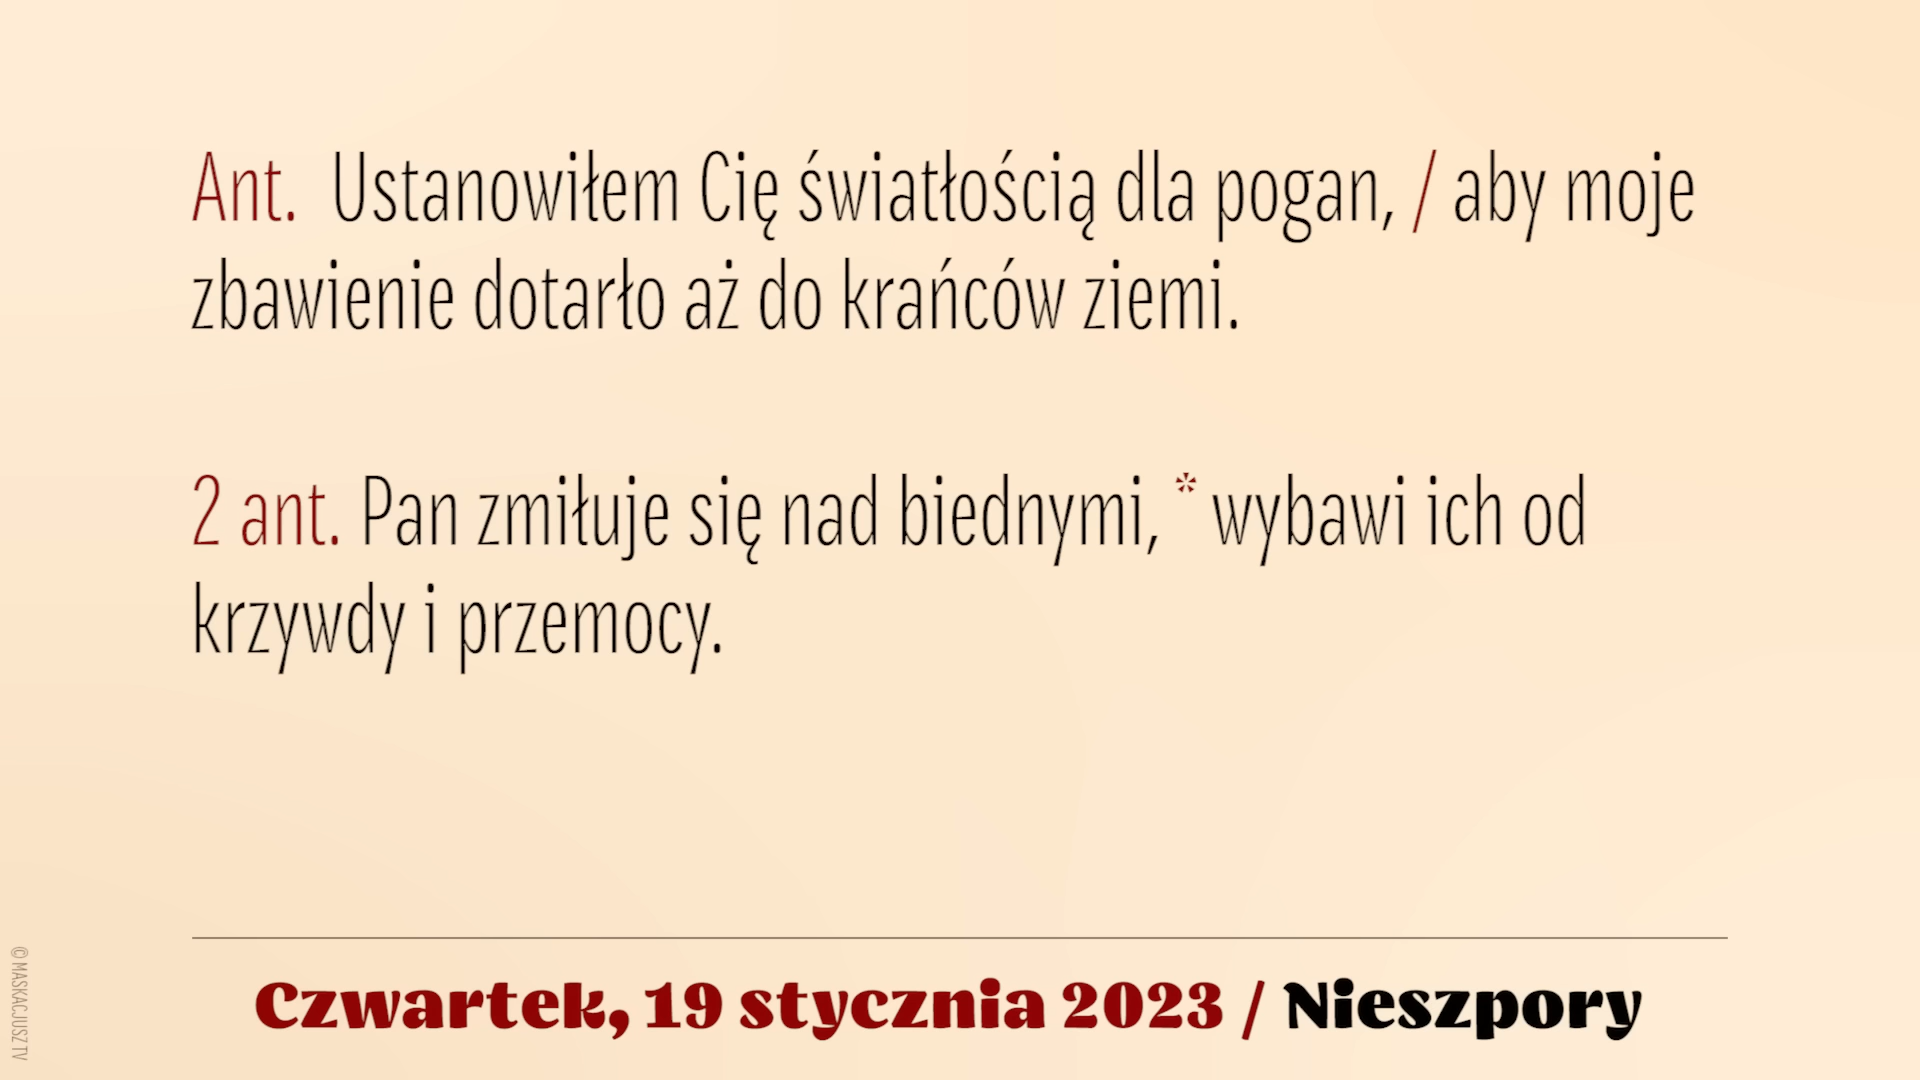 Ant. Ustanowiłem Cię światłością dla pogan, / aby moje
zbawienie dotarło aż do krańców ziemi.
2 ant. Pan zmiłuje się nad biednymi, * wybawi ich od
krzywdy i przemocy.
Czwartek, 19 stycznia 2023 / Nieszpory
© MASKACJUSZ TV